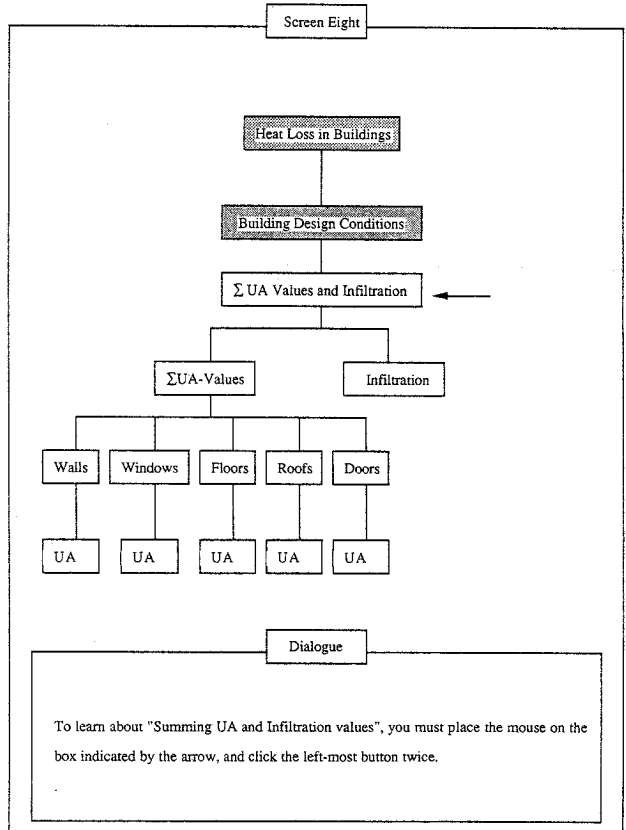 Screen Eight
Heat Loss in Buildings
Building Design Conditions
∑ UA Values and Infiltration
∑UA-Values
Infiltration
Walls Windows Floors Roofs Doors
UA UA UA UA UA
Dialogue
To learn about "Summing UA and Infiltration values", you must place the mouse on the
box indicated by the arrow, and click the left-most button twice.
.